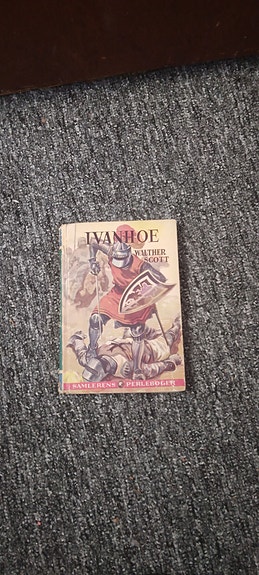 IVANHOE
WALTHER
SCOTT
SAMLERENS PERLEBØGER